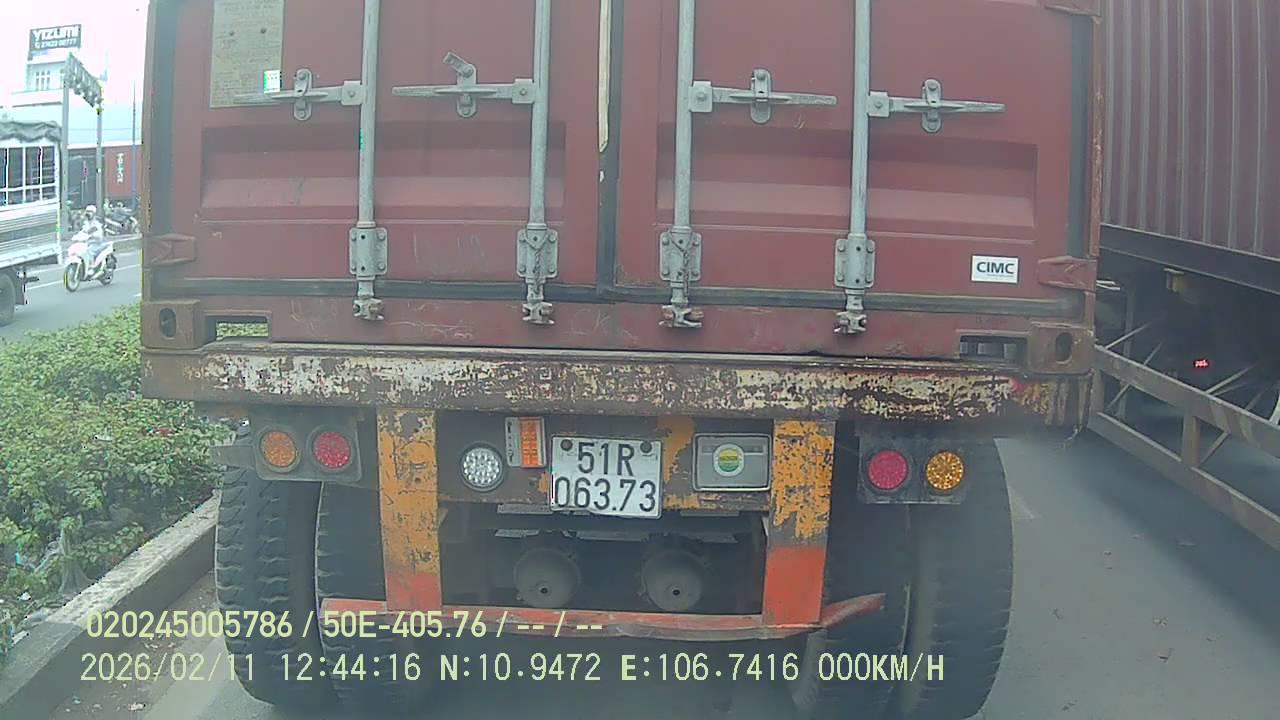 YIZUMI
CIMC
51R
063.73
020245005786 / 50E-405.76 / -- / --
2026/02/11 12:44:16 N:10.9472 E:106.7416 000KM/H